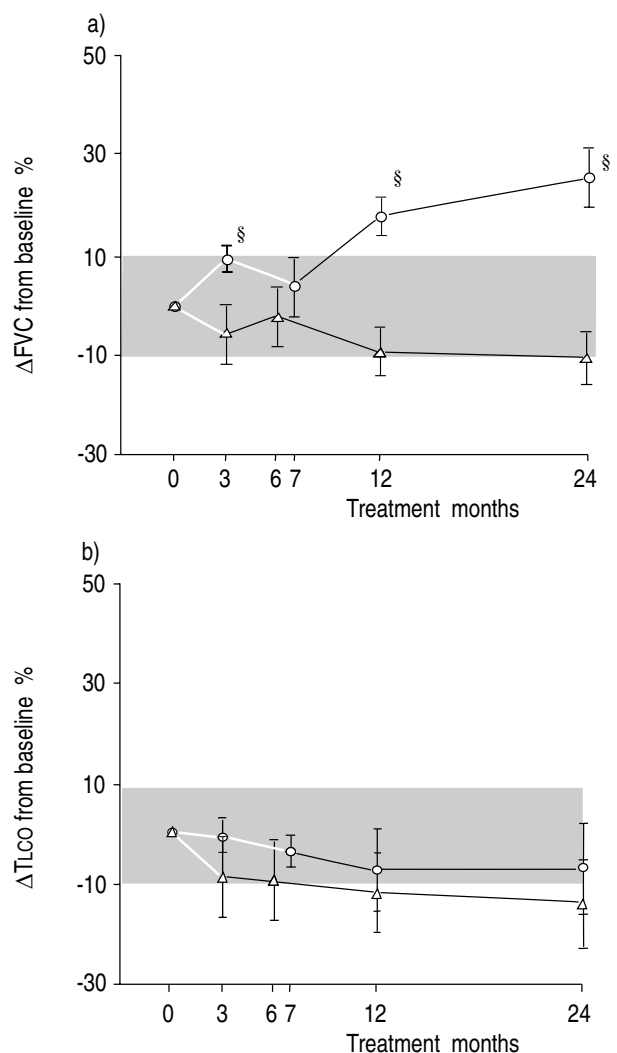 a)
50
30
10
-10
-30
ΔFVC from baseline %
§
§
§
0 3 6 7 12 24
Treatment months
b)
50
30
10
-10
-30
ΔTLCO from baseline %
0 3 6 7 12 24
Treatment months